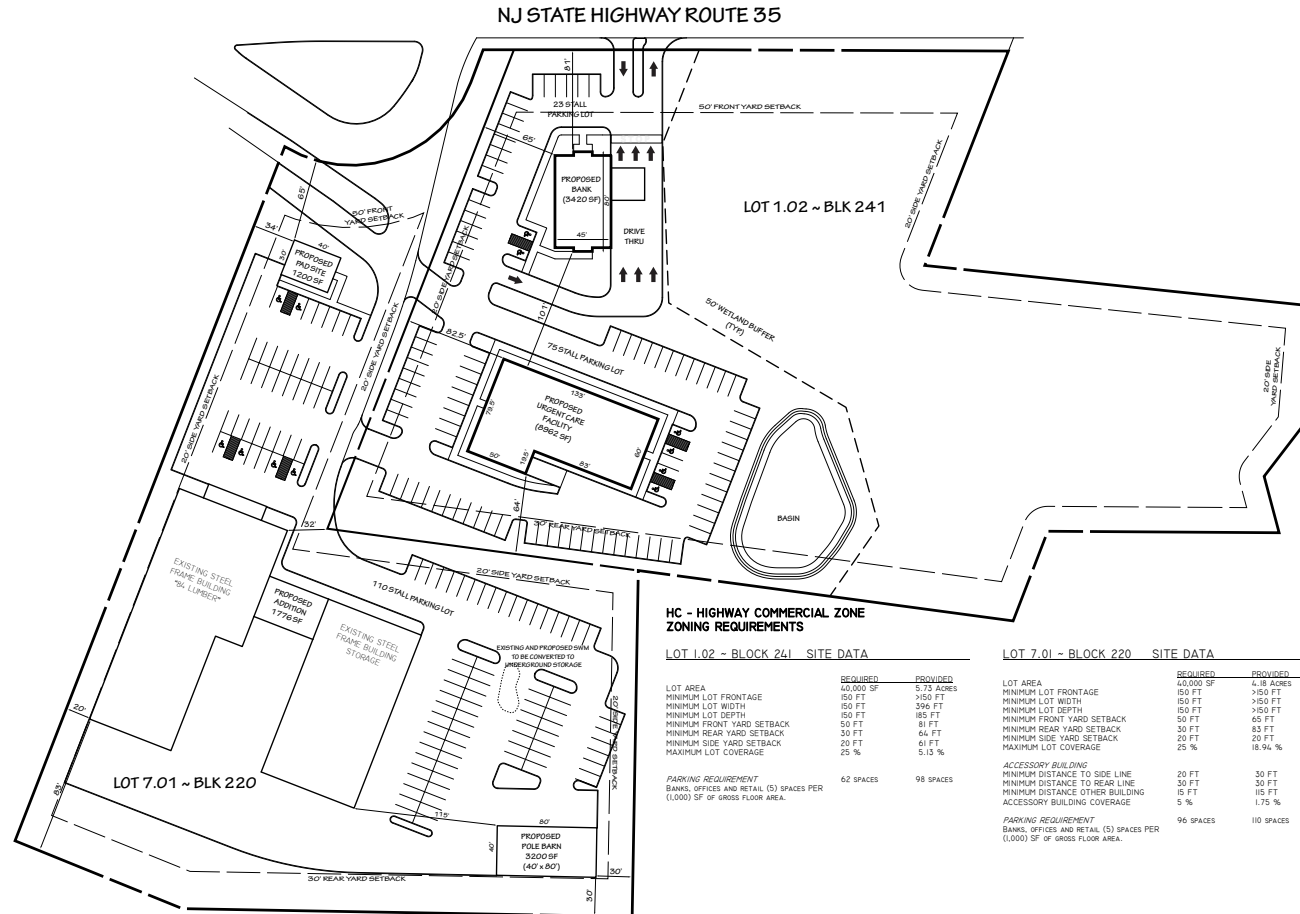 NJ STATE HIGHWAY ROUTE 35
81'
23 STALL
PARKING LOT
50' FRONT YARD SETBACK
65'
PROPOSED
BANK
(3420 SF)
80'
45'
DRIVE
THRU
LOT 1.02 ~ BLK 241
20' SIDE YARD SETBACK
65'
50' FRONT
YARD SETBACK
34'
40'
30'
PROPOSED
PAD SITE
1200 SF
20' SIDE YARD SETBACK
101'
50' WETLAND BUFFER
(TYP)
82.5'
75 STALL PARKING LOT
20' SIDE YARD SETBACK
20' SIDE
YARD SETBACK
133'
79.5'
PROPOSED
URGENT CARE
FACILITY
(8962 SF)
50'
19.5'
83'
60'
20' SIDE YARD SETBACK
64'
30' REAR YARD SETBACK
BASIN
32'
EXISTING STEEL
FRAME BUILDING
"84 LUMBER"
PROPOSED
ADDITION
1776 SF
110 STALL PARKING LOT
20' SIDE YARD SETBACK
EXISTING STEEL
FRAME BUILDING
STORAGE
EXISTING AND PROPOSED SWM
TO BE CONVERTED TO
UNDERGROUND STORAGE
20' SIDE YARD SETBACK
20'
LOT 7.01 ~ BLK 220
83'
115'
80'
40'
PROPOSED
POLE BARN
3200 SF
(40' x 80')
30'
30'
30' REAR YARD SETBACK
HC - HIGHWAY COMMERCIAL ZONE
ZONING REQUIREMENTS
LOT 1.02 ~ BLOCK 241 SITE DATA
REQUIRED PROVIDED
LOT AREA 40,000 SF 5.73 ACRES
MINIMUM LOT FRONTAGE 150 FT >150 FT
MINIMUM LOT WIDTH 150 FT 396 FT
MINIMUM LOT DEPTH 150 FT 185 FT
MINIMUM FRONT YARD SETBACK 50 FT 81 FT
MINIMUM REAR YARD SETBACK 30 FT 64 FT
MINIMUM SIDE YARD SETBACK 20 FT 61 FT
MAXIMUM LOT COVERAGE 25 % 5.13 %
PARKING REQUIREMENT 62 SPACES 98 SPACES
BANKS, OFFICES AND RETAIL (5) SPACES PER
(1,000) SF OF GROSS FLOOR AREA.
LOT 7.01 ~ BLOCK 220 SITE DATA
REQUIRED PROVIDED
LOT AREA 40,000 SF 4.18 ACRES
MINIMUM LOT FRONTAGE 150 FT >150 FT
MINIMUM LOT WIDTH 150 FT >150 FT
MINIMUM LOT DEPTH 150 FT >150 FT
MINIMUM FRONT YARD SETBACK 50 FT 65 FT
MINIMUM REAR YARD SETBACK 30 FT 83 FT
MINIMUM SIDE YARD SETBACK 20 FT 20 FT
MAXIMUM LOT COVERAGE 25 % 18.94 %
ACCESSORY BUILDING
MINIMUM DISTANCE TO SIDE LINE 20 FT 30 FT
MINIMUM DISTANCE TO REAR LINE 30 FT 30 FT
MINIMUM DISTANCE OTHER BUILDING 15 FT 115 FT
ACCESSORY BUILDING COVERAGE 5 % 1.75 %
PARKING REQUIREMENT 96 SPACES 110 SPACES
BANKS, OFFICES AND RETAIL (5) SPACES PER
(1,000) SF OF GROSS FLOOR AREA.